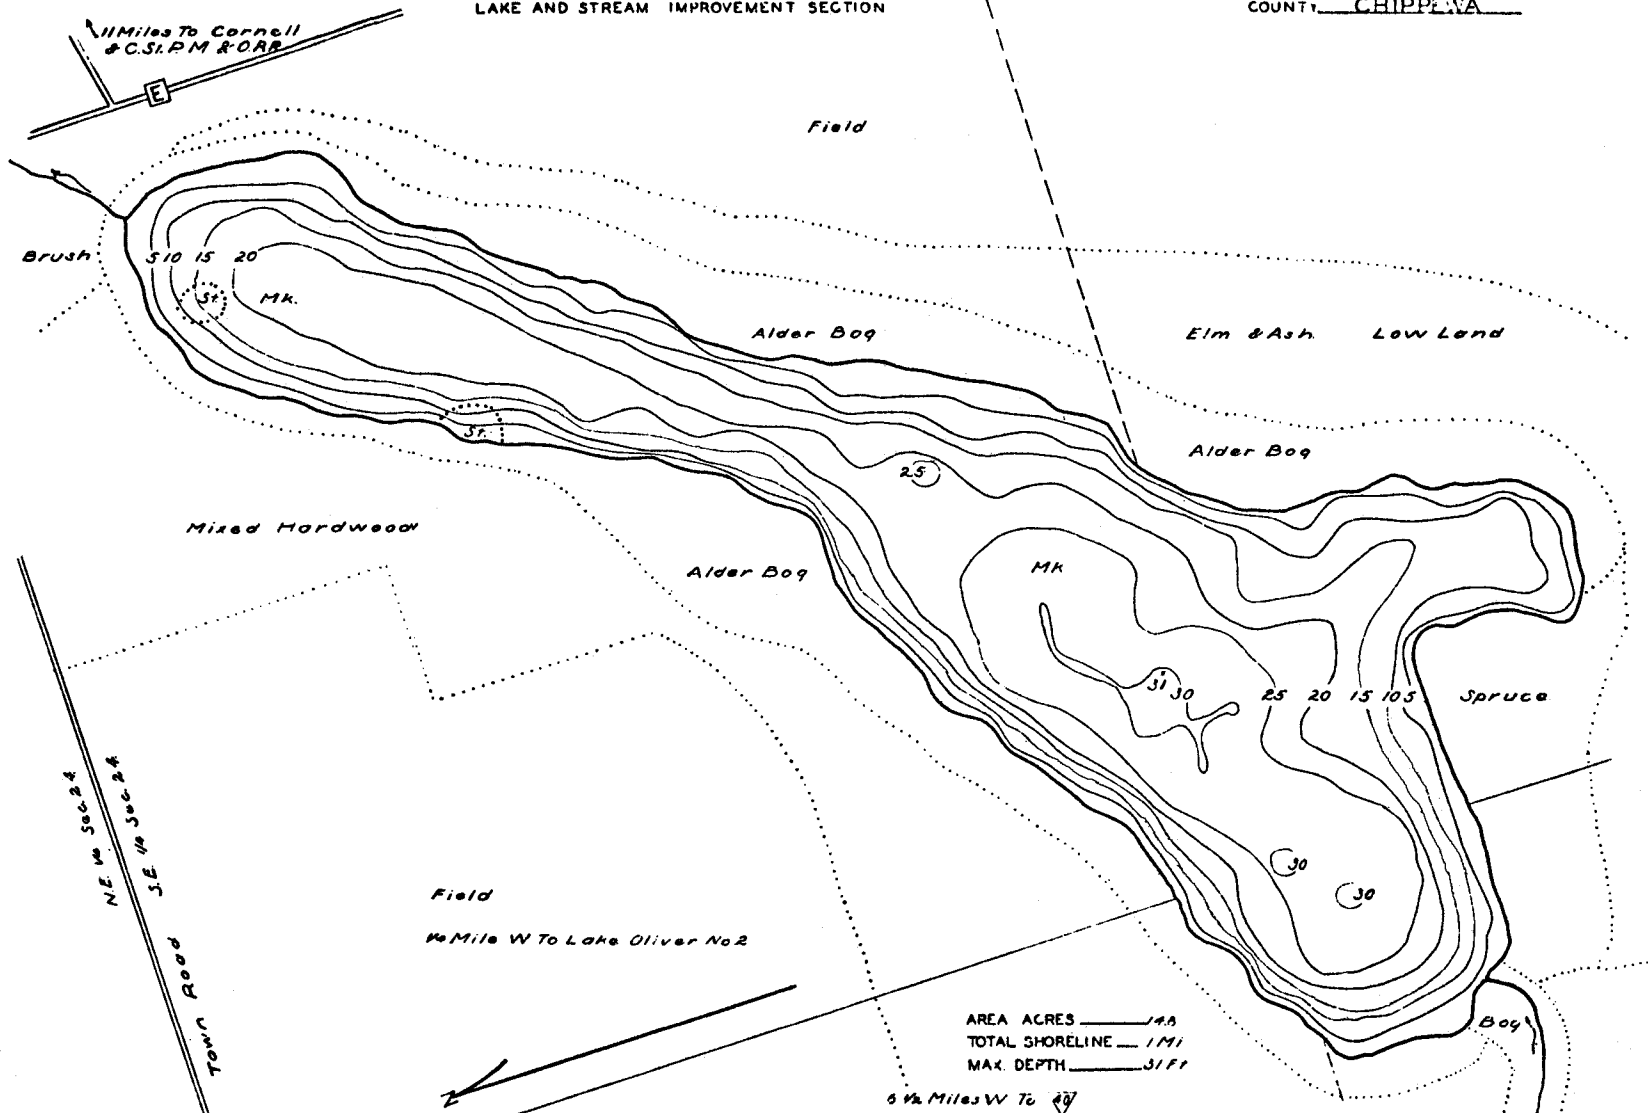 LAKE AND STREAM IMPROVEMENT SECTION
COUNTY CHIPPEWA
11 Miles To Cornell
& C.St.P.M & O.RR.
E
Field
Brush
5 10 15 20
St.
Mk.
Alder Bog
Elm & Ash
Low Land
St.
Alder Bog
25
Mixed Hardwood
Alder Bog
Mk
31 30
25 20 15 10 5
Spruce
N.E. 1/4 Sec. 24
S.E. 1/4 Sec. 24
TOWN ROAD
30
30
Field
1/4 Mile W To Lake Oliver No 2
N
AREA ACRES 14.8
TOTAL SHORELINE 1 Mi
MAX. DEPTH 31 Ft
Bog
6 1/2 Miles W To